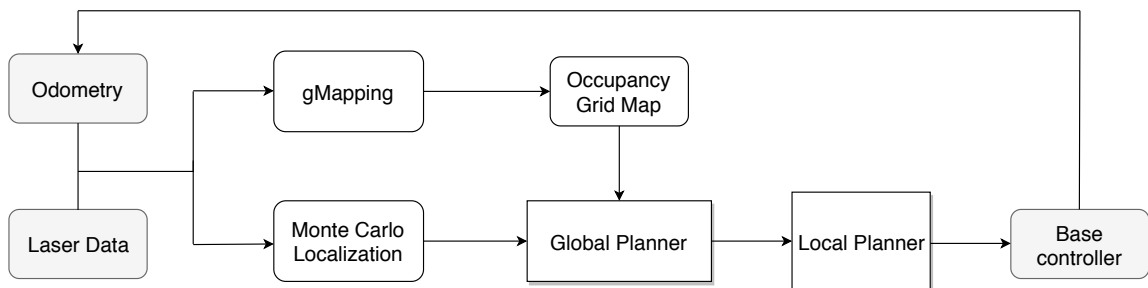 Odometry
gMapping
Occupancy
Grid Map
Laser Data
Monte Carlo
Localization
Global Planner
Local Planner
Base
controller